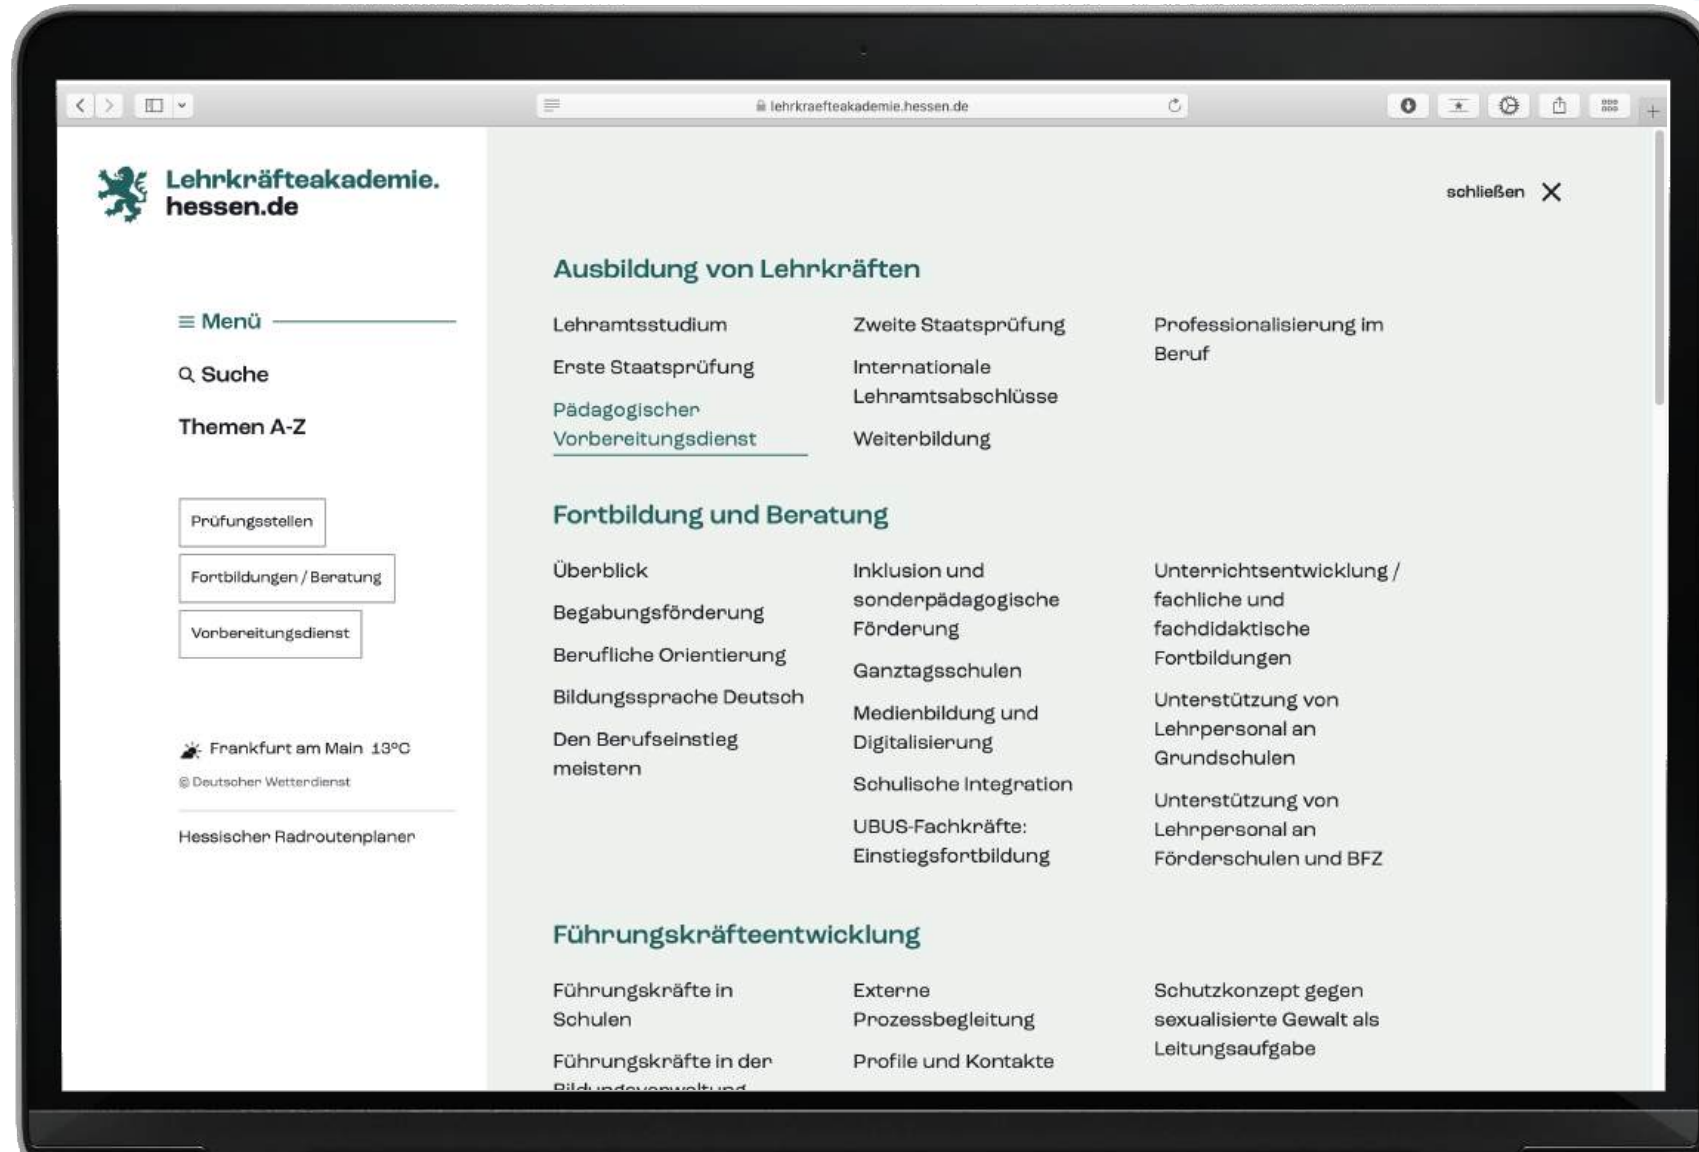 lehrkraefteakademie.hessen.de
Lehrkräfteakademie.
hessen.de
schließen
Menü
Suche
Themen A-Z
Prüfungsstellen
Fortbildungen / Beratung
Vorbereitungsdienst
Frankfurt am Main 13°C
© Deutscher Wetterdienst
Hessischer Radroutenplaner
Ausbildung von Lehrkräften
Lehramtsstudium
Erste Staatsprüfung
Pädagogischer
Vorbereitungsdienst
Zweite Staatsprüfung
Internationale
Lehramtsabschlüsse
Weiterbildung
Professionalisierung im
Beruf
Fortbildung und Beratung
Überblick
Begabungsförderung
Berufliche Orientierung
Bildungssprache Deutsch
Den Berufseinstieg
meistern
Inklusion und
sonderpädagogische
Förderung
Ganztagsschulen
Medienbildung und
Digitalisierung
Schulische Integration
UBUS-Fachkräfte:
Einstiegsfortbildung
Unterrichtsentwicklung /
fachliche und
fachdidaktische
Fortbildungen
Unterstützung von
Lehrpersonal an
Grundschulen
Unterstützung von
Lehrpersonal an
Förderschulen und BFZ
Führungskräfteentwicklung
Führungskräfte in
Schulen
Führungskräfte in der
Bildungsverwaltung
Externe
Prozessbegleitung
Profile und Kontakte
Schutzkonzept gegen
sexualisierte Gewalt als
Leitungsaufgabe